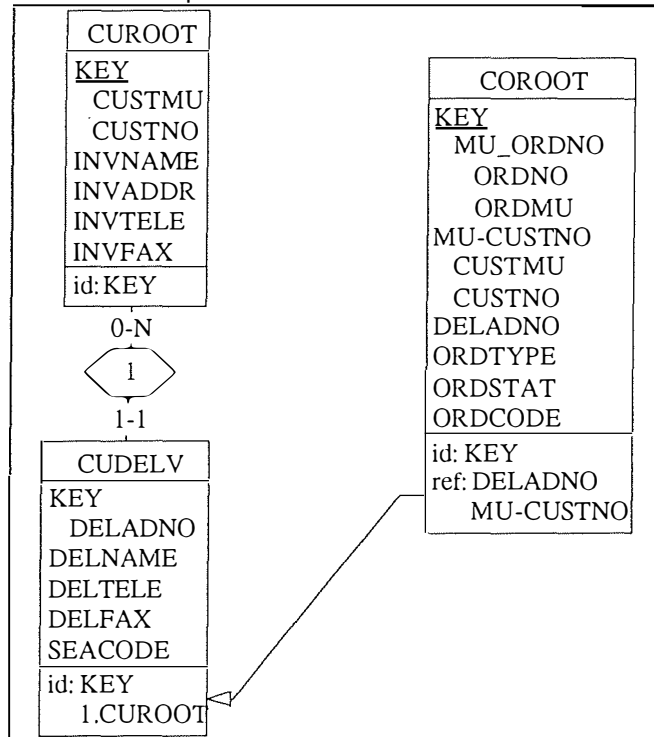 CUROOT
KEY
CUSTMU
CUSTNO
INVNAME
INVADDR
INVTELE
INVFAX
id: KEY
0-N
1
1-1
CUDELV
KEY
DELADNO
DELNAME
DELTELE
DELFAX
SEACODE
id: KEY
1.CUROOT
COROOT
KEY
MU_ORDNO
ORDNO
ORDMU
MU-CUSTNO
CUSTMU
CUSTNO
DELADNO
ORDTYPE
ORDSTAT
ORDCODE
id: KEY
ref: DELADNO
MU-CUSTNO